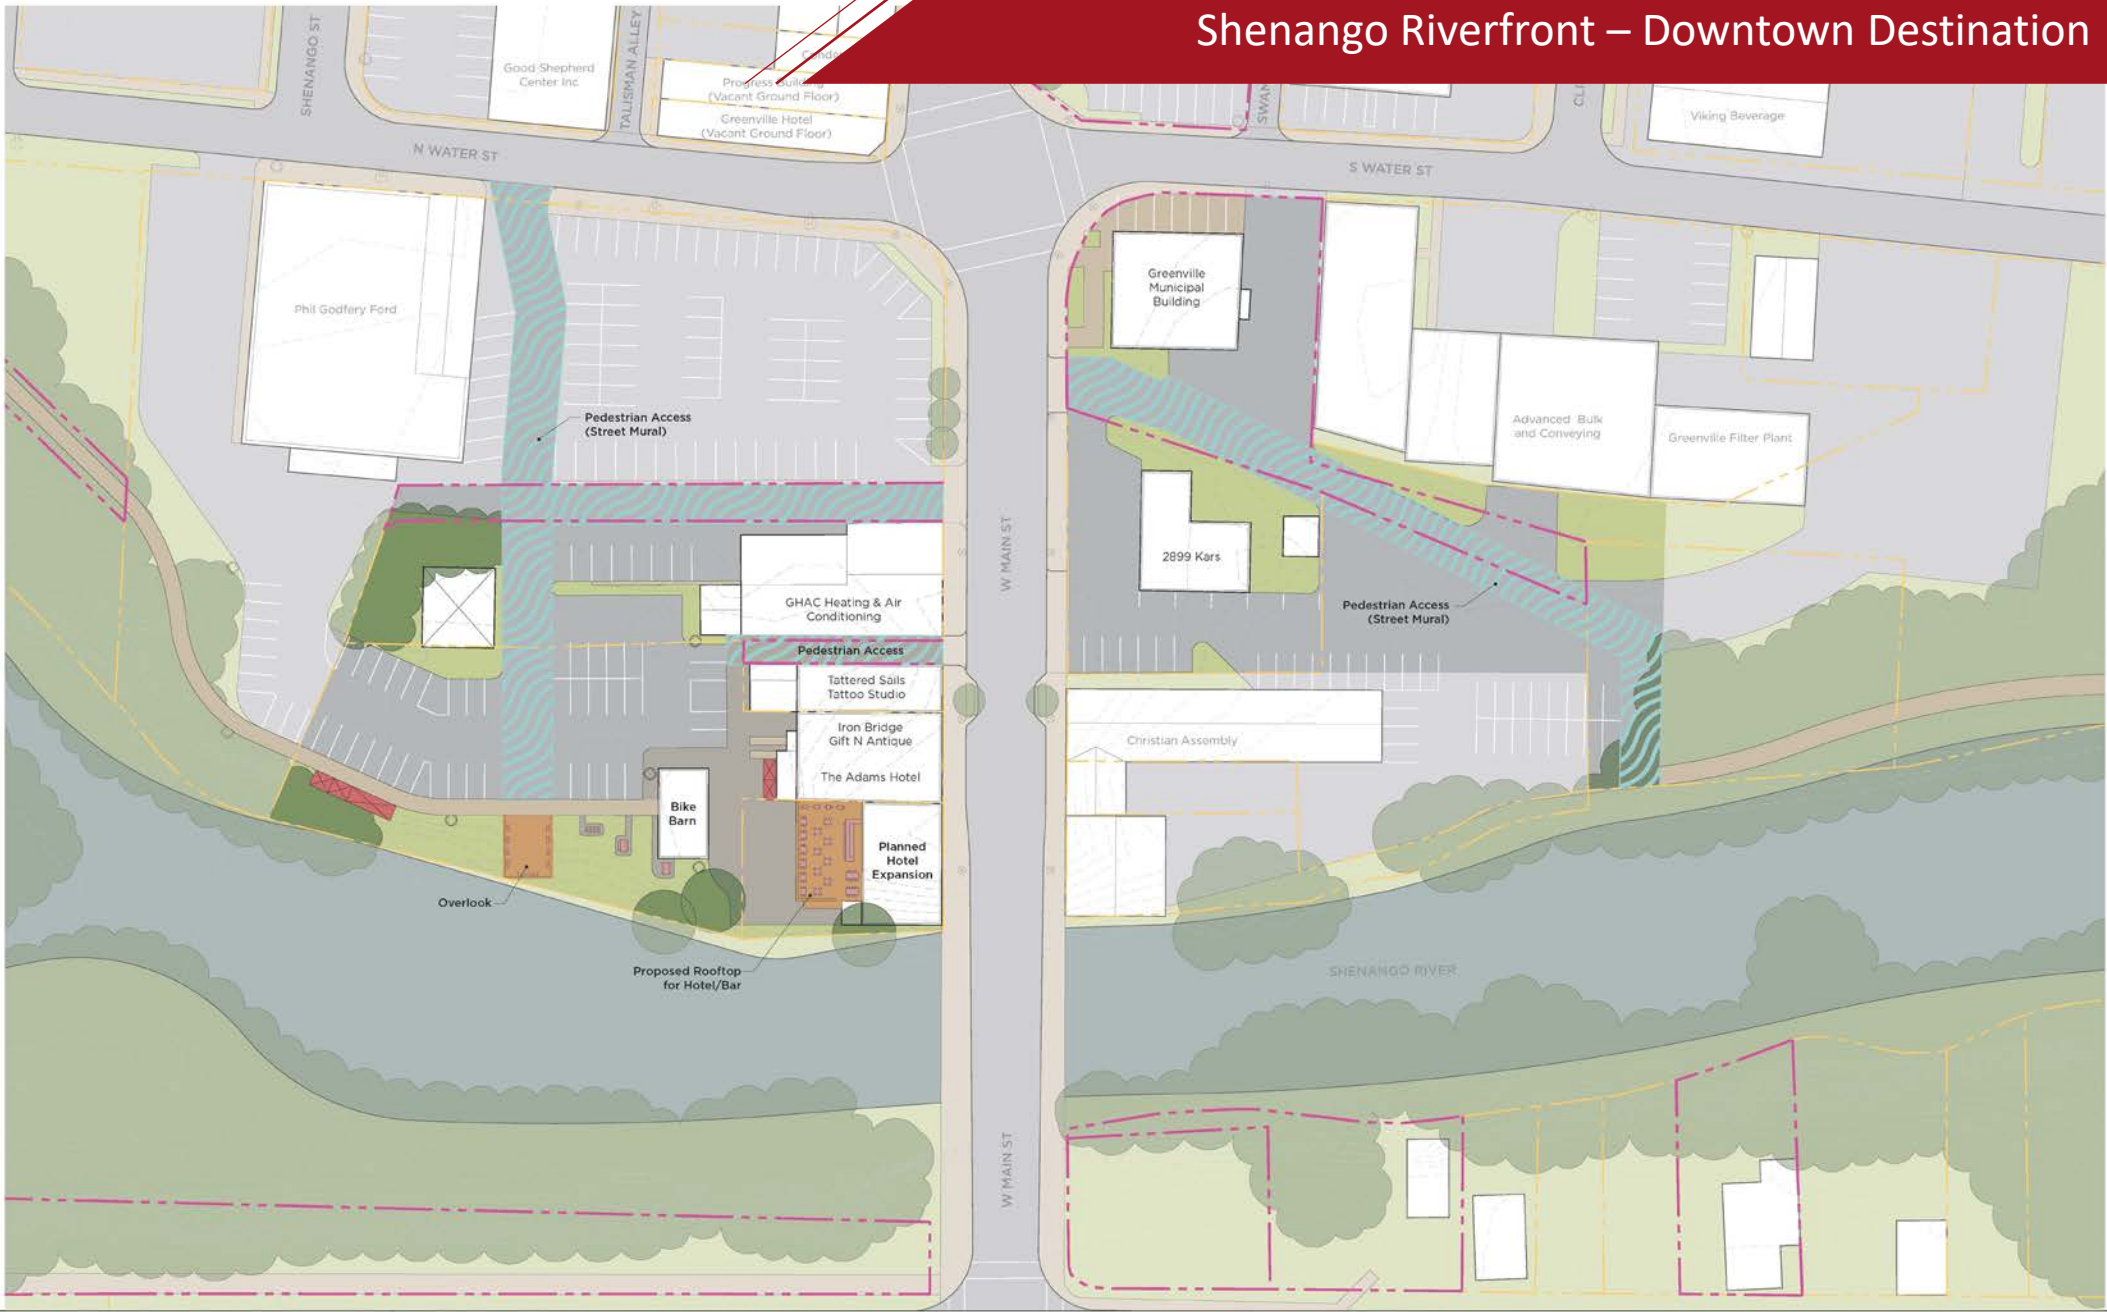 Shenango Riverfront – Downtown Destination
SHENANGO ST
Good Shepherd
Center Inc
TALISMAN ALLEY
Progress Building
(Vacant Ground Floor)
Greenville Hotel
(Vacant Ground Floor)
Viking Beverage
N WATER ST
S WATER ST
Phil Godfery Ford
Greenville
Municipal
Building
Pedestrian Access
(Street Mural)
Advanced Bulk
and Conveying
Greenville Filter Plant
W MAIN ST
2899 Kars
GHAC Heating & Air
Conditioning
Pedestrian Access
(Street Mural)
Pedestrian Access
Tattered Sails
Tattoo Studio
Iron Bridge
Gift N Antique
The Adams Hotel
Christian Assembly
Bike
Barn
Planned
Hotel
Expansion
Overlook
Proposed Rooftop
for Hotel/Bar
SHENANGO RIVER
W MAIN ST